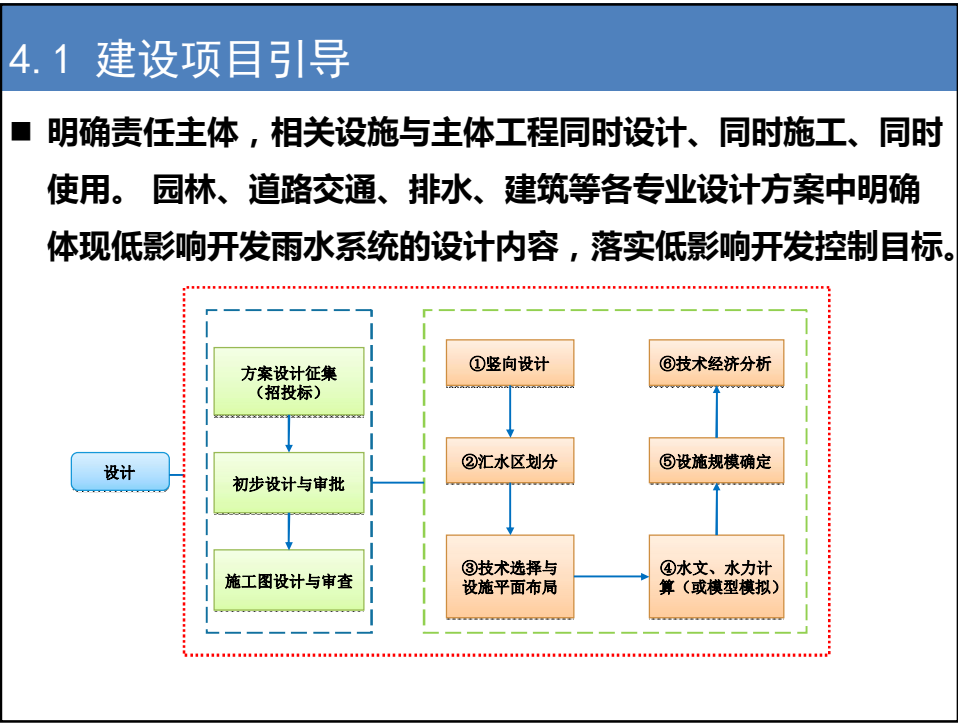 4.1 建设项目引导
■ 明确责任主体，相关设施与主体工程同时设计、同时施工、同时
使用。 园林、道路交通、排水、建筑等各专业设计方案中明确
体现低影响开发雨水系统的设计内容，落实低影响开发控制目标。
设计
方案设计征集
（招投标）
初步设计与审批
施工图设计与审查
①竖向设计
②汇水区划分
③技术选择与
设施平面布局
④水文、水力计
算（或模型模拟）
⑤设施规模确定
⑥技术经济分析